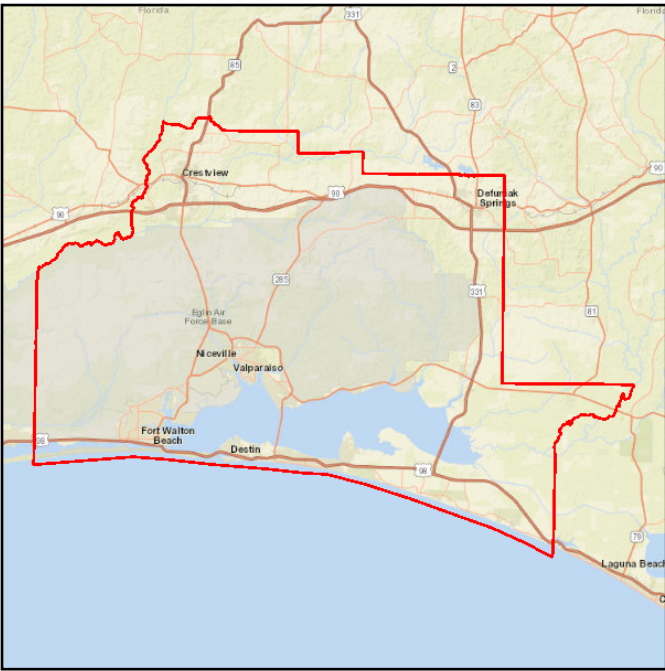 Florida
Florida
331
85
2
83
Crestview
90
90
Defuniak
Springs
90
285
331
81
Eglin Air
Force Base
Niceville
Valparaiso
Fort Walton
Beach
98
Destin
98
79
Laguna Beach
C